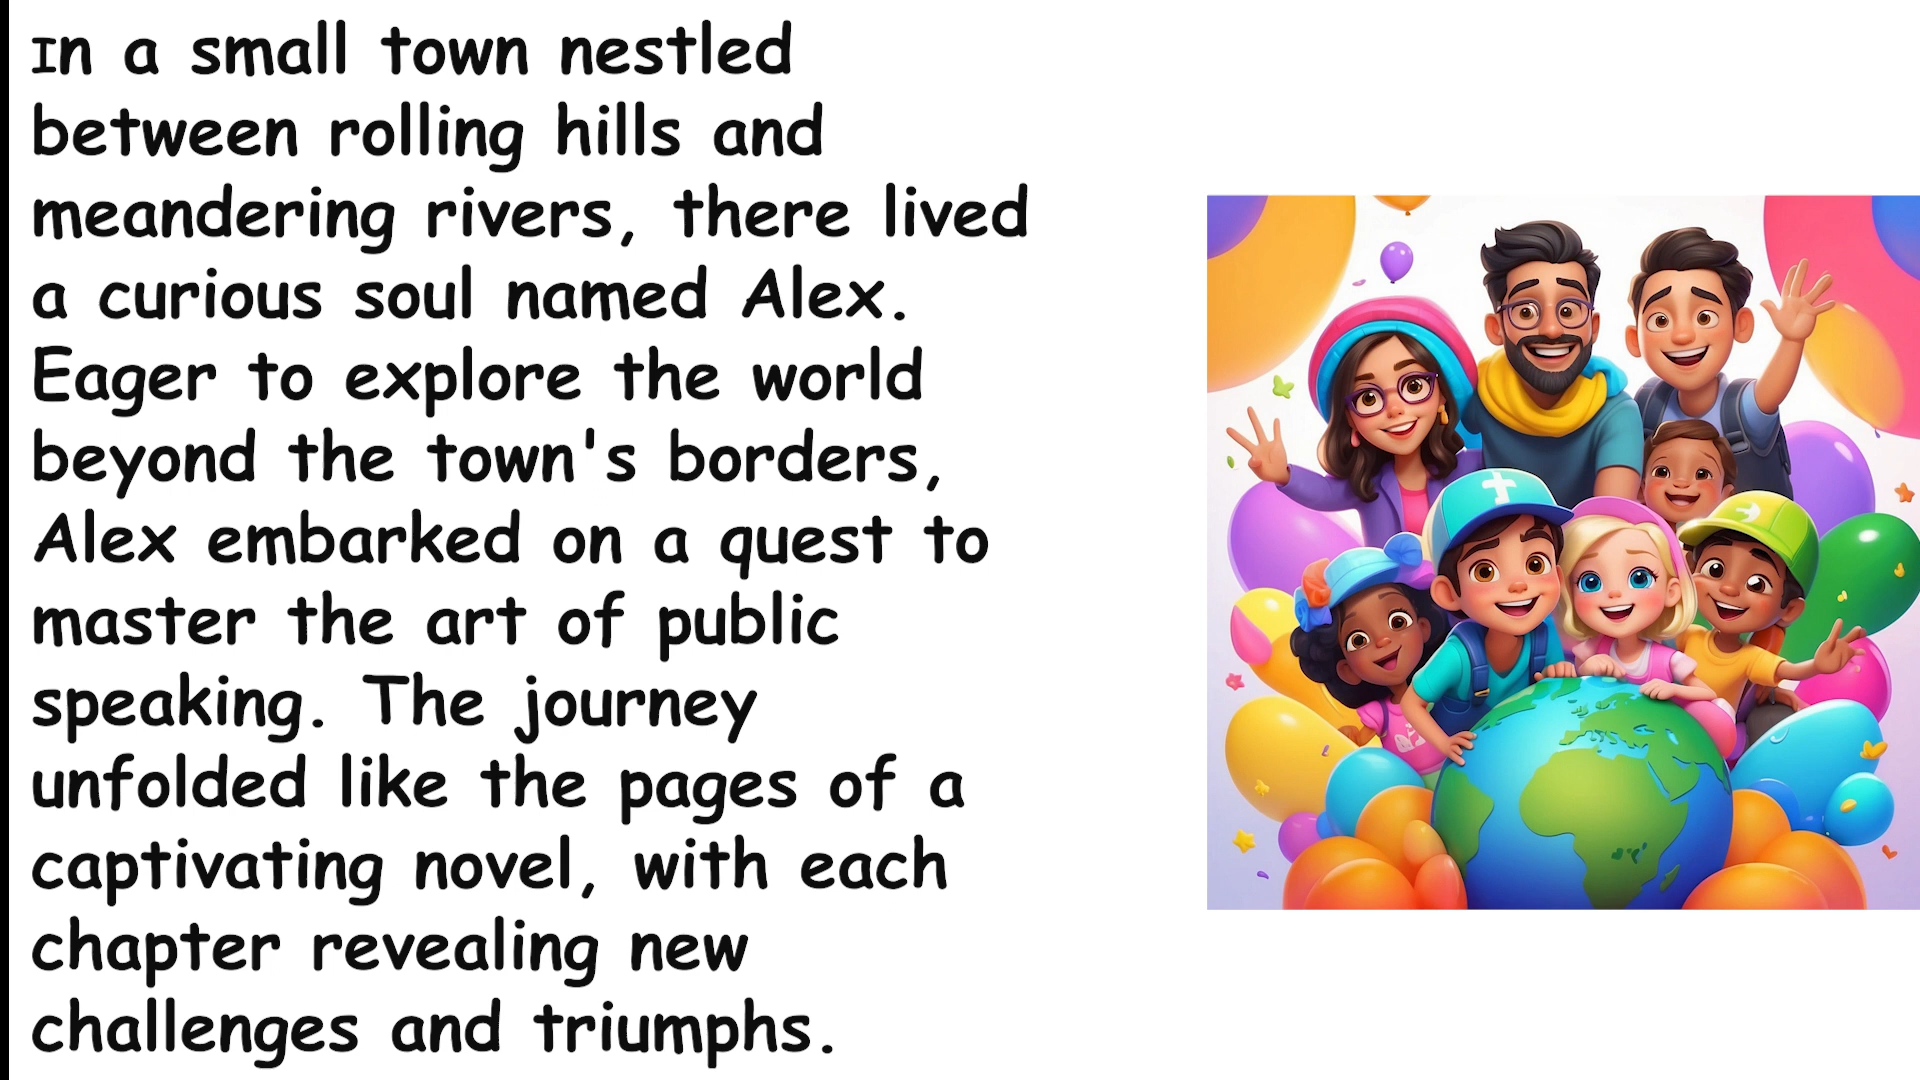 In a small town nestled
between rolling hills and
meandering rivers, there lived
a curious soul named Alex.
Eager to explore the world
beyond the town's borders,
Alex embarked on a quest to
master the art of public
speaking. The journey
unfolded like the pages of a
captivating novel, with each
chapter revealing new
challenges and triumphs.